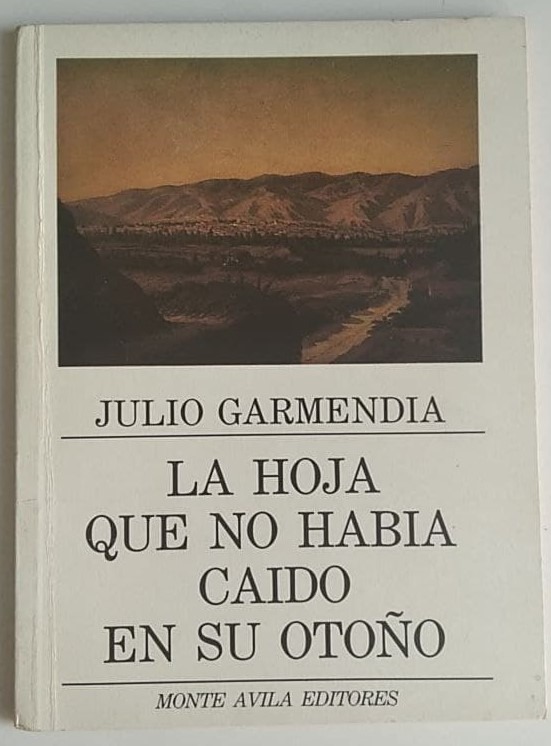 JULIO GARMENDIA
LA HOJA
QUE NO HABIA
CAIDO
EN SU OTOÑO
MONTE AVILA EDITORES